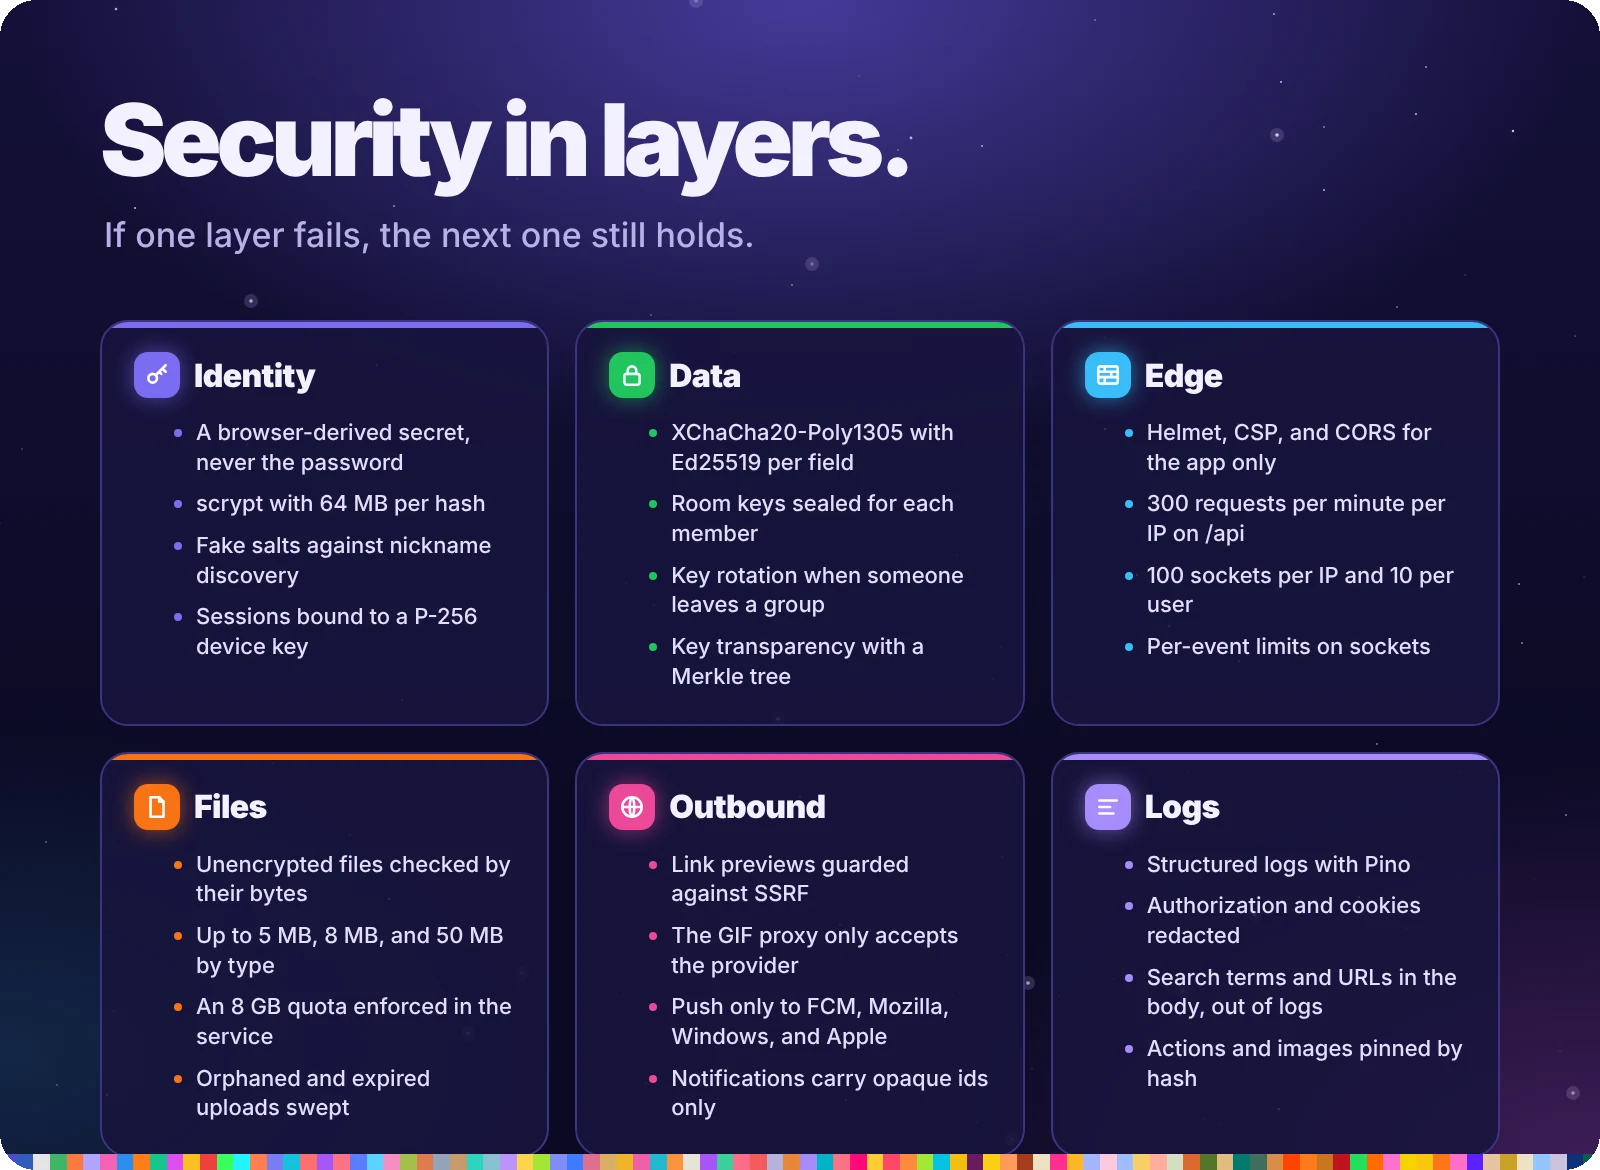 Security in layers.
If one layer fails, the next one still holds.
Identity
A browser-derived secret,
never the password
scrypt with 64 MB per hash
Fake salts against nickname
discovery
Sessions bound to a P-256
device key
Data
XChaCha20-Poly1305 with
Ed25519 per field
Room keys sealed for each
member
Key rotation when someone
leaves a group
Key transparency with a
Merkle tree
Edge
Helmet, CSP, and CORS for
the app only
300 requests per minute per
IP on /api
100 sockets per IP and 10 per
user
Per-event limits on sockets
Files
Unencrypted files checked by
their bytes
Up to 5 MB, 8 MB, and 50 MB
by type
An 8 GB quota enforced in the
service
Orphaned and expired
uploads swept
Outbound
Link previews guarded
against SSRF
The GIF proxy only accepts
the provider
Push only to FCM, Mozilla,
Windows, and Apple
Notifications carry opaque ids
only
Logs
Structured logs with Pino
Authorization and cookies
redacted
Search terms and URLs in the
body, out of logs
Actions and images pinned by
hash